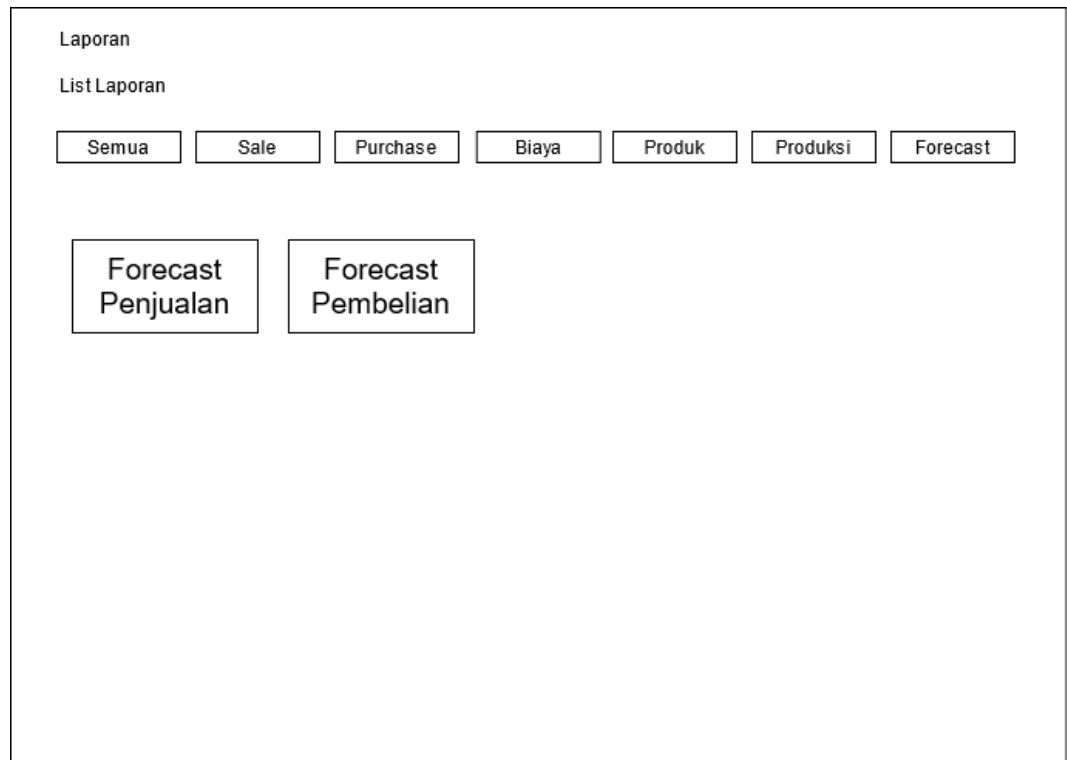 Laporan
List Laporan
Semua Sale Purchase Biaya Produk Produksi Forecast
Forecast
Penjualan
Forecast
Pembelian